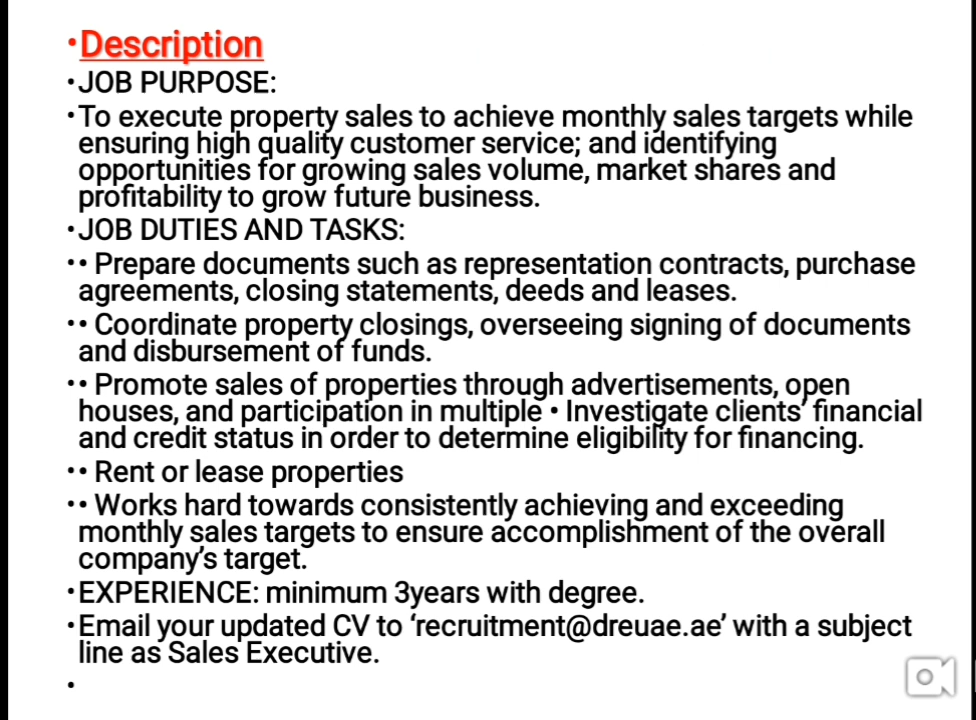 •Description
•JOB PURPOSE:
•To execute property sales to achieve monthly sales targets while
ensuring high quality customer service; and identifying
opportunities for growing sales volume, market shares and
profitability to grow future business.
•JOB DUTIES AND TASKS:
•• Prepare documents such as representation contracts, purchase
agreements, closing statements, deeds and leases.
•• Coordinate property closings, overseeing signing of documents
and disbursement of funds.
•• Promote sales of properties through advertisements, open
houses, and participation in multiple • Investigate clients’ financial
and credit status in order to determine eligibility for financing.
•• Rent or lease properties
•• Works hard towards consistently achieving and exceeding
monthly sales targets to ensure accomplishment of the overall
company’s target.
•EXPERIENCE: minimum 3years with degree.
•Email your updated CV to ‘recruitment@dreuae.ae’ with a subject
line as Sales Executive.
•